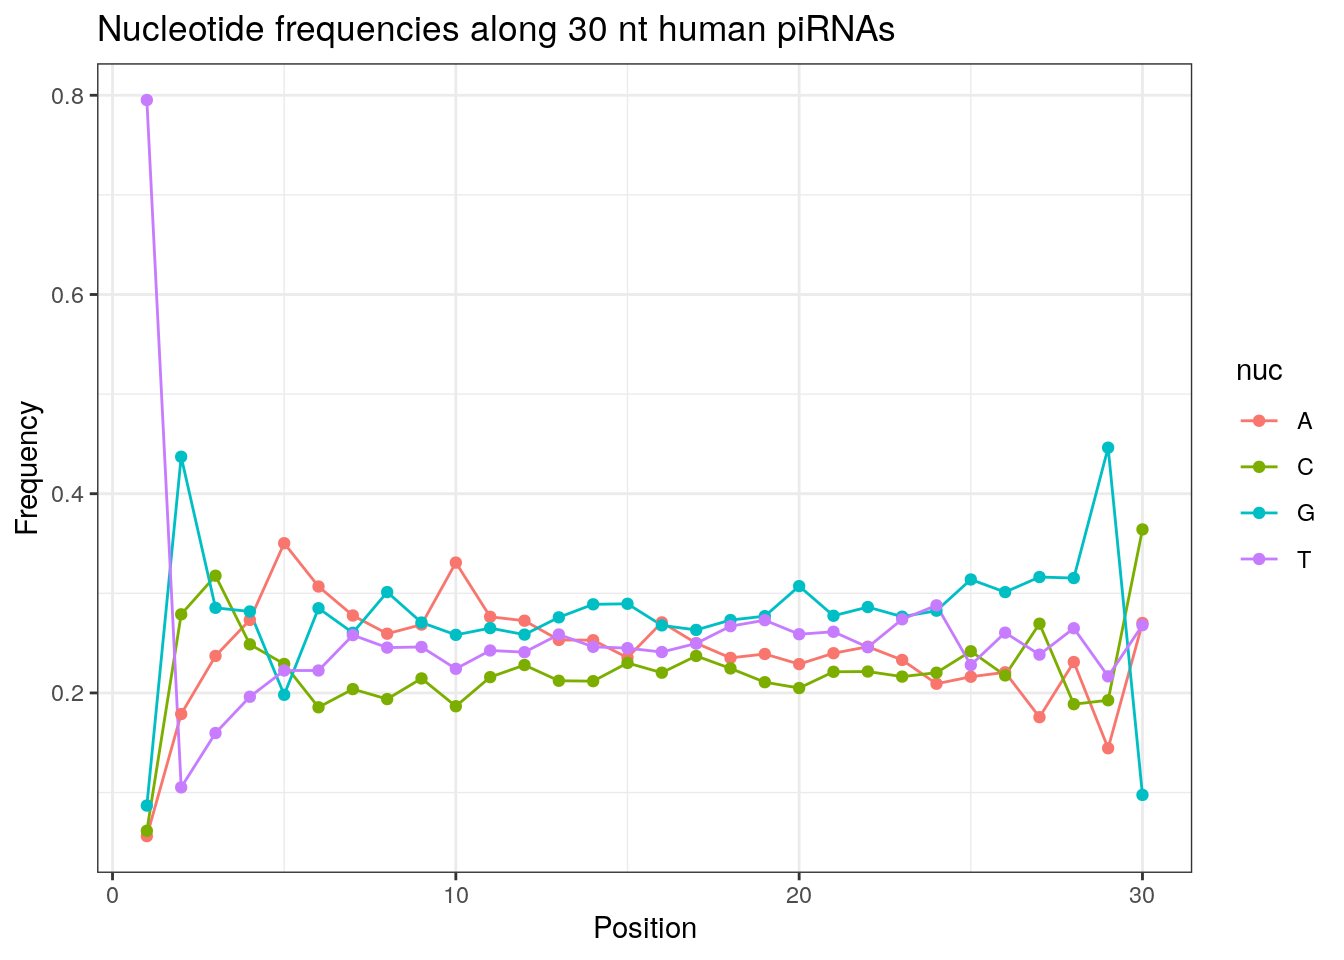 Nucleotide frequencies along 30 nt human piRNAs
0.8
0.6
0.4
0.2
Frequency
0 10 20 30
Position
nuc
A
C
G
T